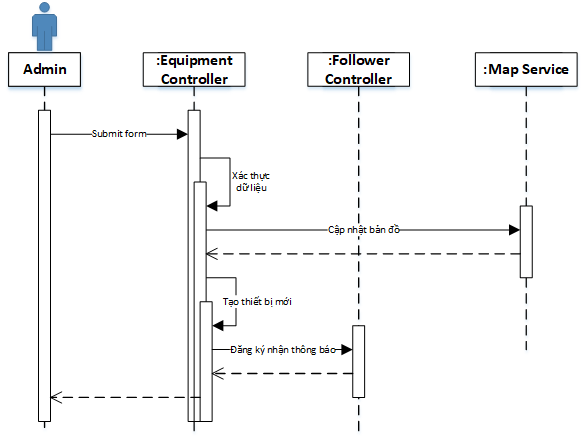 Admin
:Equipment
Controller
:Follower
Controller
:Map Service
Submit form
Xác thực
dữ liệu
Cập nhật bản đồ
Tạo thiết bị mới
Đăng ký nhận thông báo